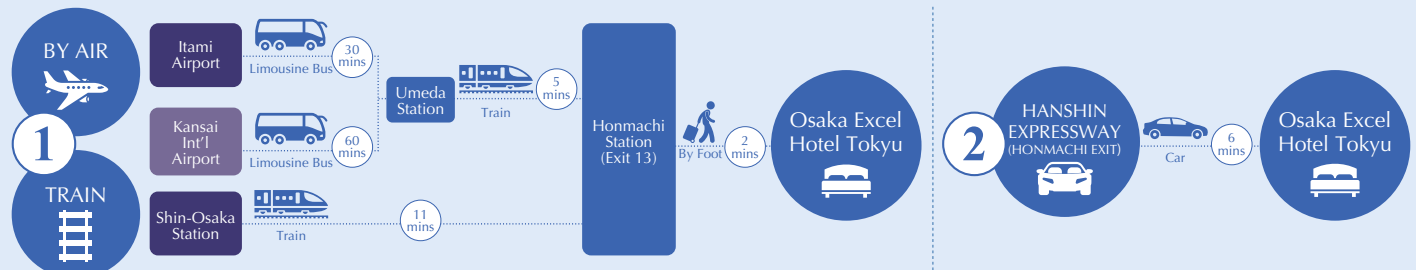 BY AIR
1
TRAIN
Itami
Airport
Limousine Bus
30
mins
Kansai
Int'l
Airport
Limousine Bus
60
mins
Umeda
Station
Train
5
mins
Shin-Osaka
Station
Train
11
mins
Honmachi
Station
(Exit 13)
By Foot
2
mins
Osaka Excel
Hotel Tokyu
2
HANSHIN
EXPRESSWAY
(HONMACHI EXIT)
Car
6
mins
Osaka Excel
Hotel Tokyu